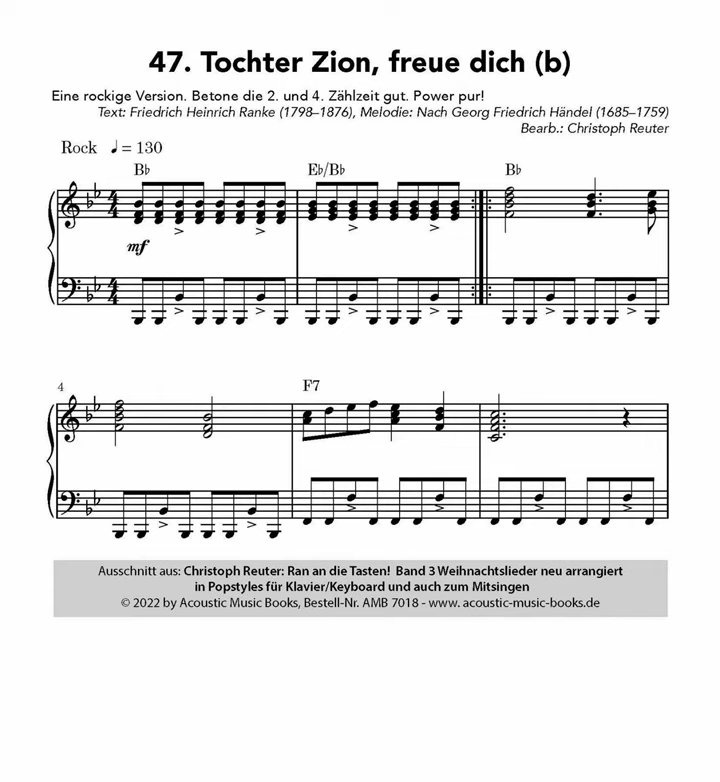 47. Tochter Zion, freue dich (b)
Eine rockige Version. Betone die 2. und 4. Zählzeit gut. Power pur!
Text: Friedrich Heinrich Ranke (1798–1876), Melodie: Nach Georg Friedrich Händel (1685–1759)
Bearb.: Christoph Reuter
Rock ♩ = 130
B♭ E♭/B♭ B♭
mf
4 F7
Ausschnitt aus: Christoph Reuter: Ran an die Tasten! Band 3 Weihnachtslieder neu arrangiert
in Popstyles für Klavier/Keyboard und auch zum Mitsingen
© 2022 by Acoustic Music Books, Bestell-Nr. AMB 7018 - www. acoustic-music-books.de